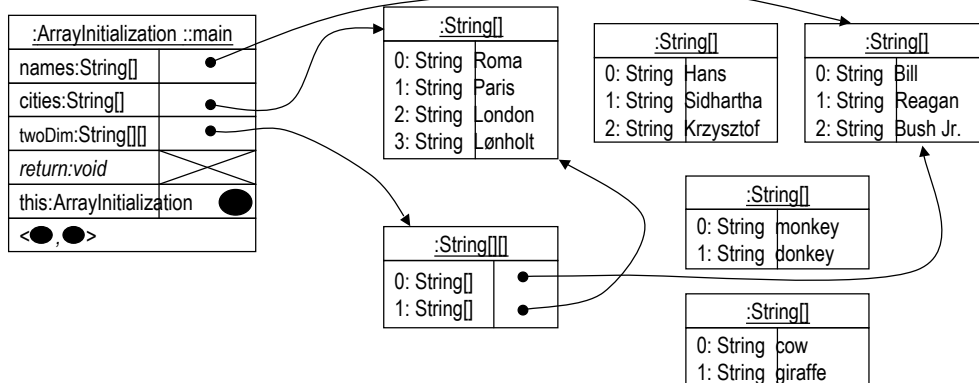 :ArrayInitialization ::main
names:String[]
cities:String[]
twoDim:String[][]
return:void
this:ArrayInitialization
< , >
:String[]
0: String Roma
1: String Paris
2: String London
3: String Lønholt
:String[]
0: String Hans
1: String Sidhartha
2: String Krzysztof
:String[]
0: String Bill
1: String Reagan
2: String Bush Jr.
:String[][]
0: String[]
1: String[]
:String[]
0: String monkey
1: String donkey
:String[]
0: String cow
1: String giraffe